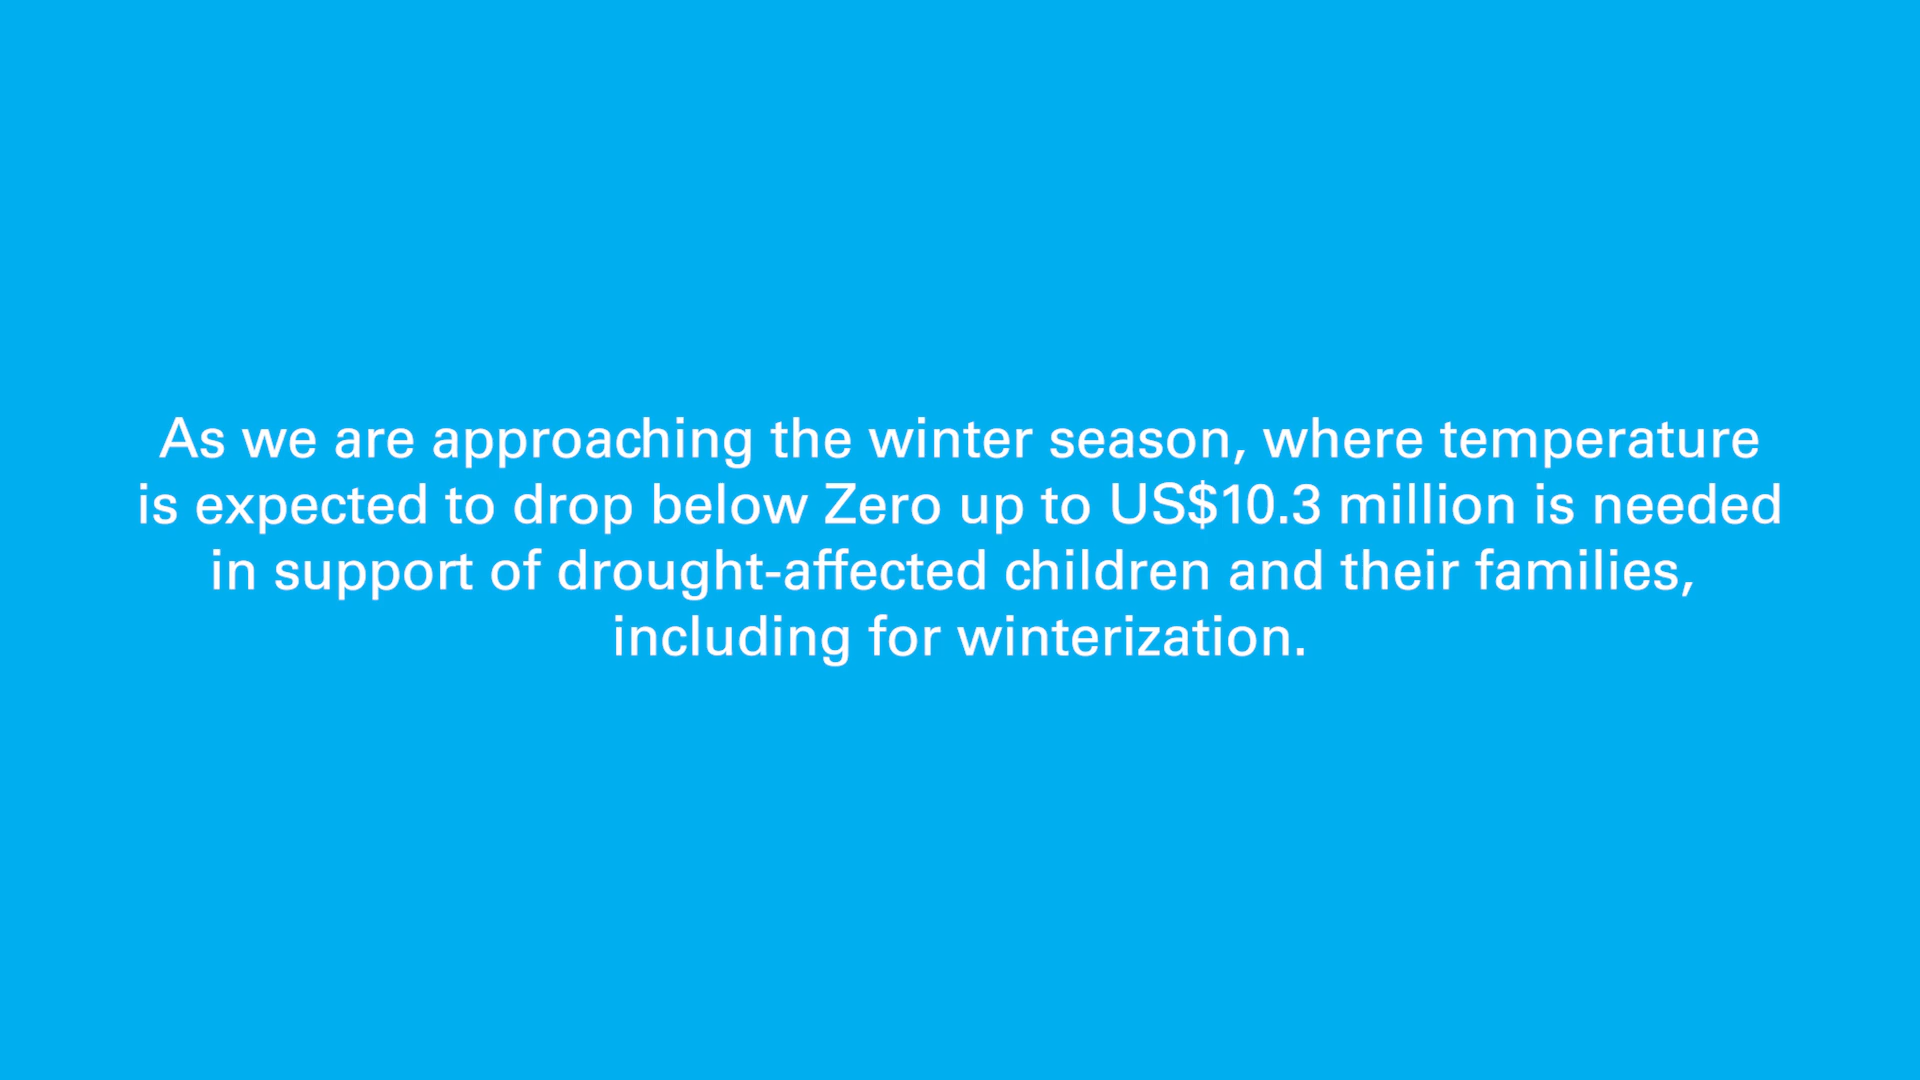 As we are approaching the winter season, where temperature
is expected to drop below Zero up to US$10.3 million is needed
in support of drought-affected children and their families,
including for winterization.